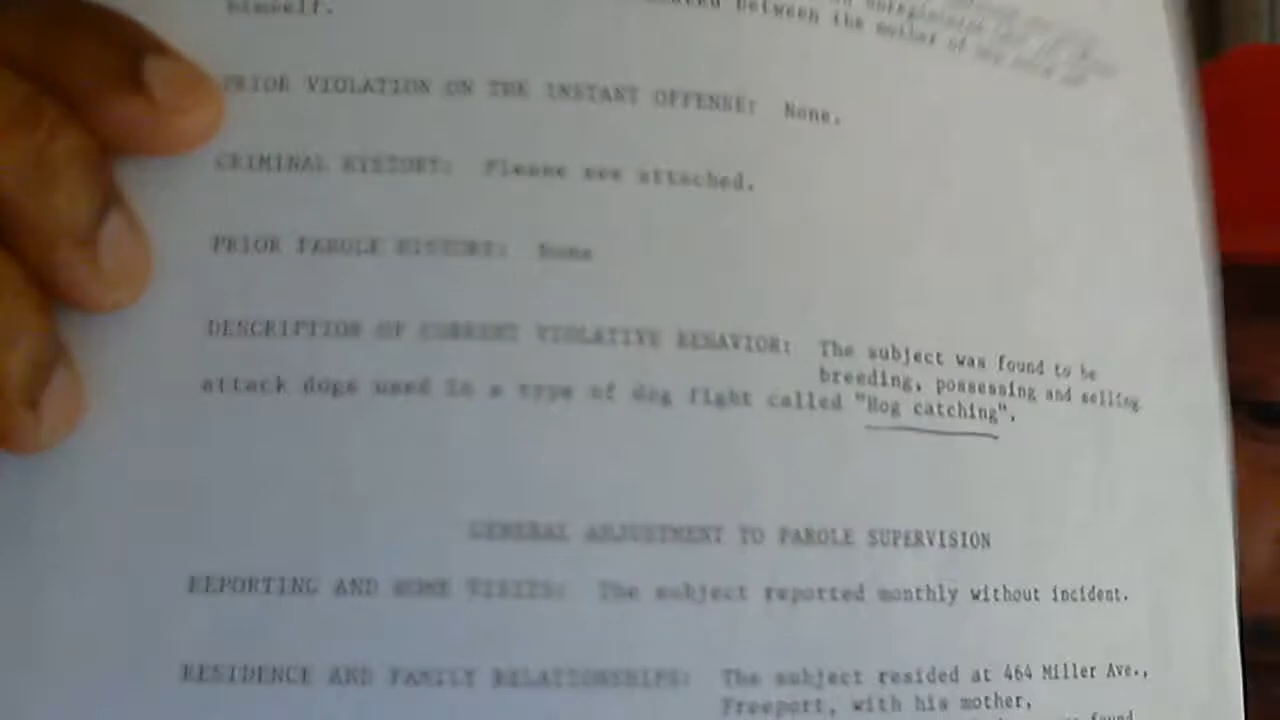 himself. between the mother of
PRIOR VIOLATION ON THE INSTANT OFFENSE: None.
CRIMINAL HISTORY: Please see attached.
PRIOR PAROLE HISTORY: None
DESCRIPTION OF CURRENT VIOLATIVE BEHAVIOR: The subject was found to be
breeding, possessing and selling
attack dogs used in a type of dog fight called "Hog catching".
GENERAL ADJUSTMENT TO PAROLE SUPERVISION
REPORTING AND HOME VISITS: The subject reported monthly without incident.
RESIDENCE AND FAMILY RELATIONSHIPS: The subject resided at 464 Miller Ave.,
Freeport, with his mother,
found